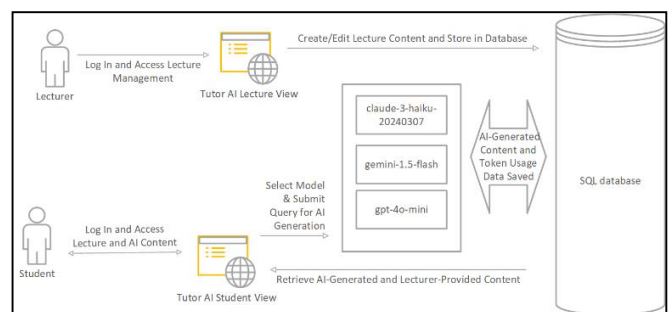 Create/Edit Lecture Content and Store in Database
Log In and Access Lecture
Management
Lecturer
Tutor AI Lecture View
claude-3-haiku-
20240307
gemini-1.5-flash
gpt-4o-mini
AI-Generated
Content and
Token Usage
Data Saved
SQL database
Select Model
& Submit
Query for AI
Generation
Log In and Access
Lecture and AI Content
Student
Tutor AI Student View
Retrieve AI-Generated and Lecturer-Provided Content